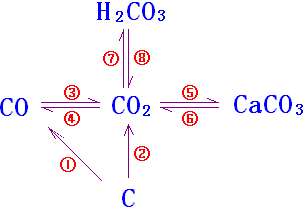 H₂CO₃
⑦ ⑧
③ ⑤
CO CO₂ CaCO₃
④ ⑥
① ②
C